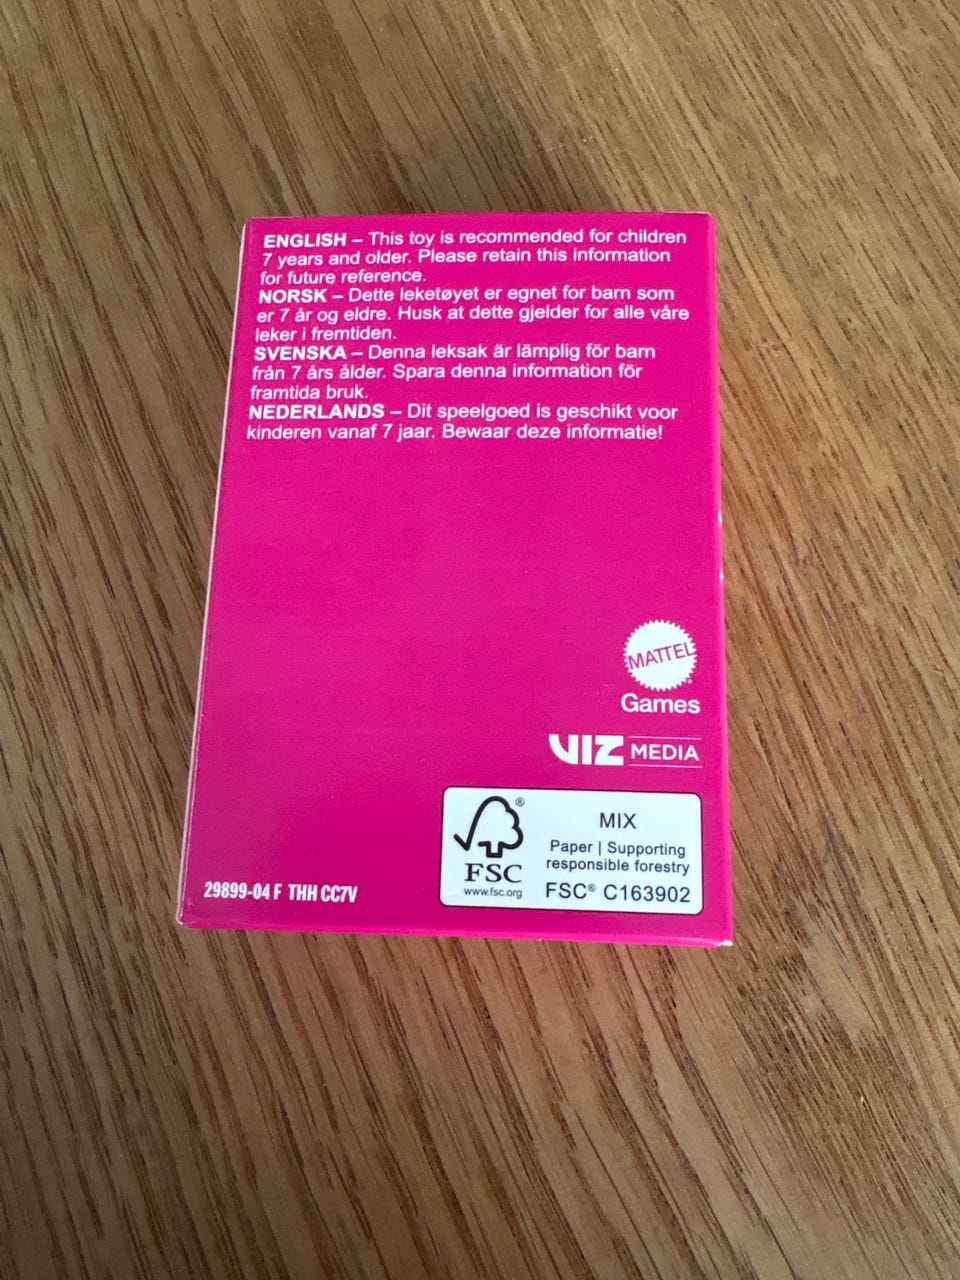 ENGLISH – This toy is recommended for children
7 years and older. Please retain this information
for future reference.
NORSK – Dette leketøyet er egnet for barn som
er 7 år og eldre. Husk at dette gjelder for alle våre
leker i fremtiden.
SVENSKA – Denna leksak är lämplig för barn
från 7 års ålder. Spara denna information för
framtida bruk.
NEDERLANDS – Dit speelgoed is geschikt voor
kinderen vanaf 7 jaar. Bewaar deze informatie!
MATTEL®
Games
VIZ MEDIA
®
FSC
www.fsc.org
MIX
Paper | Supporting
responsible forestry
FSC® C163902
29899-04 F THH CC7V